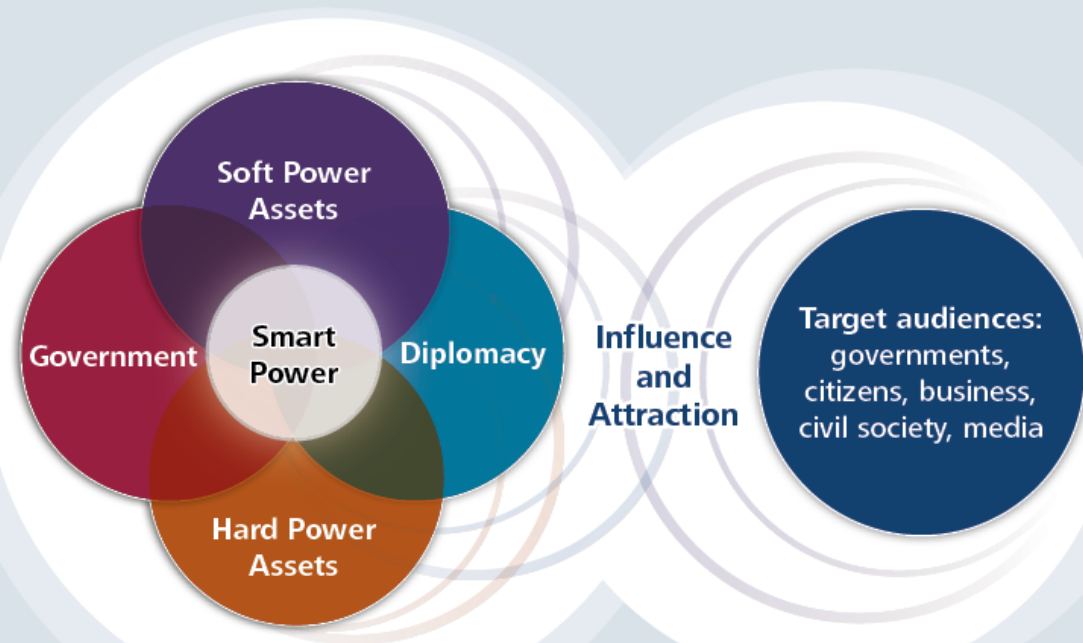 Soft Power
Assets
Government
Smart
Power
Diplomacy
Hard Power
Assets
Influence
and
Attraction
Target audiences:
governments,
citizens, business,
civil society, media